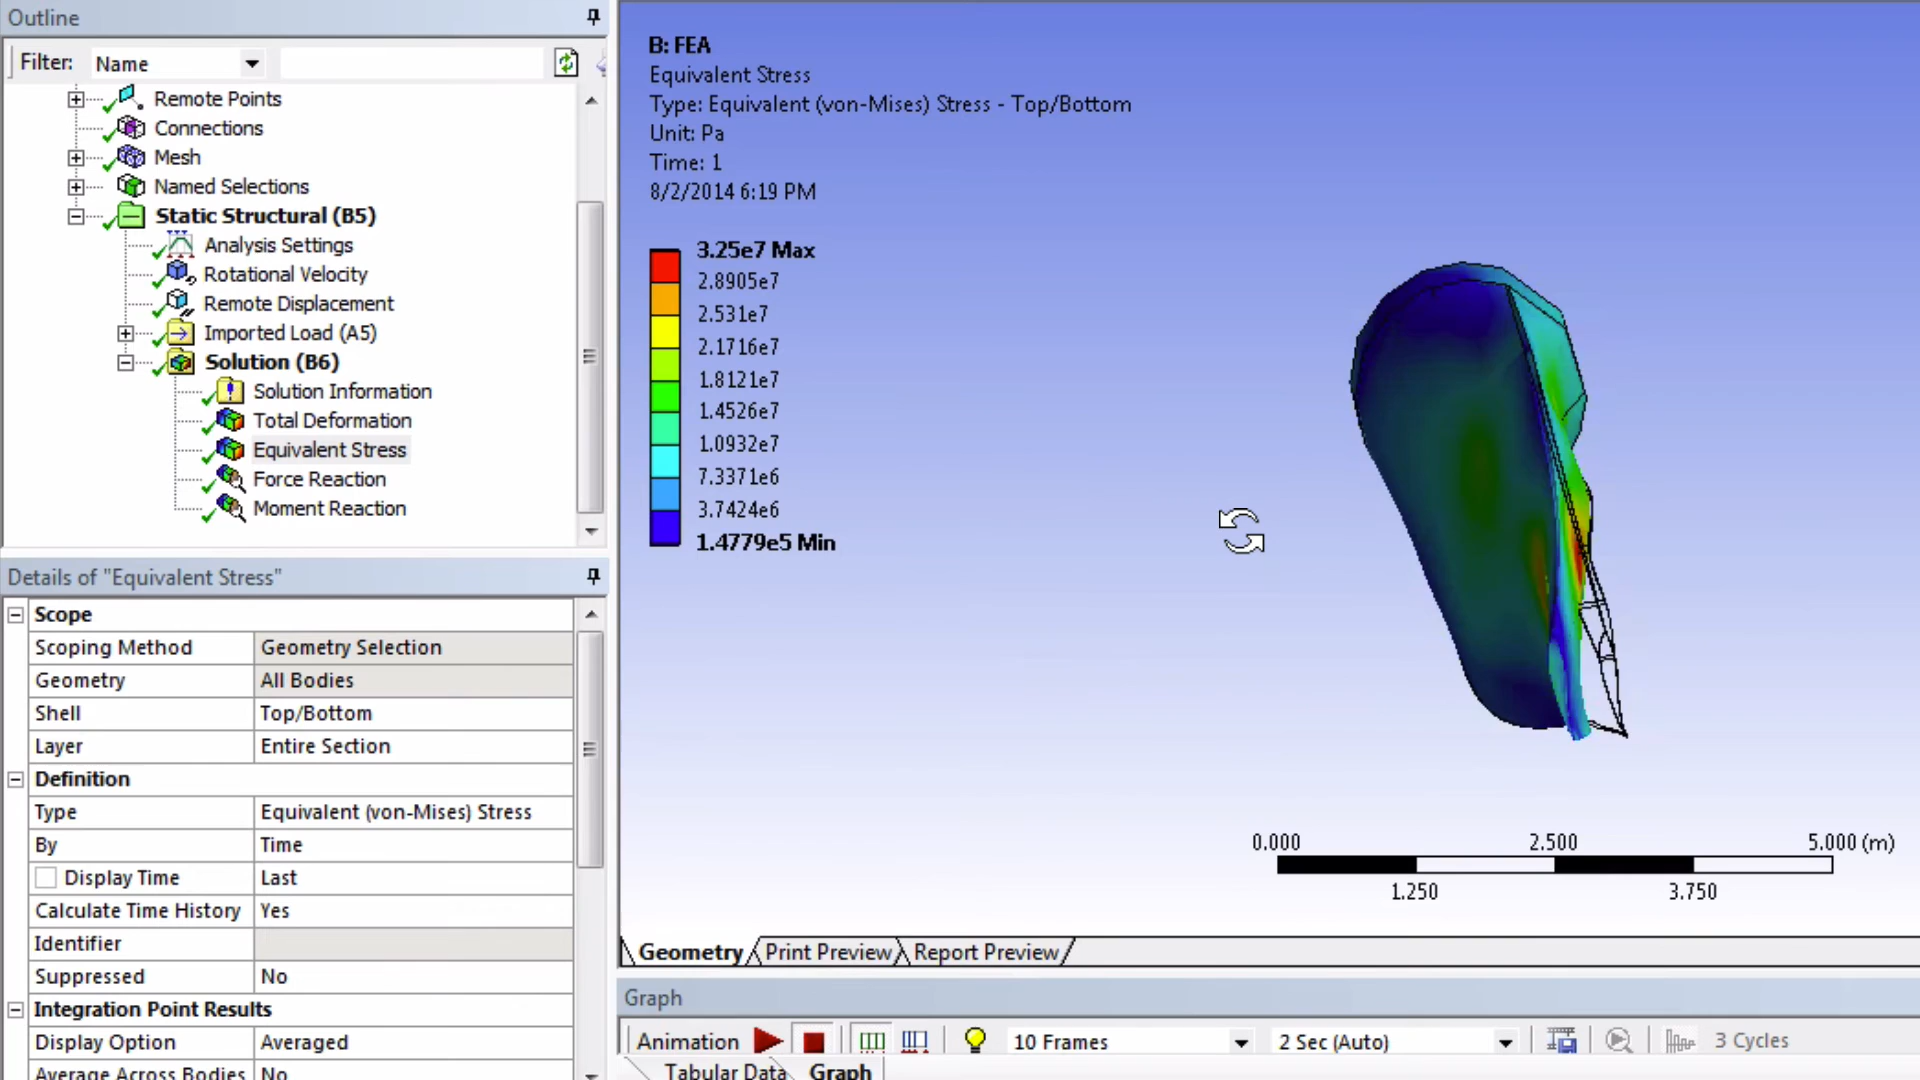 Outline
Filter: Name
Remote Points
Connections
Mesh
Named Selections
Static Structural (B5)
Analysis Settings
Rotational Velocity
Remote Displacement
Imported Load (A5)
Solution (B6)
Solution Information
Total Deformation
Equivalent Stress
Force Reaction
Moment Reaction
Details of "Equivalent Stress"
Scope
Scoping Method Geometry Selection
Geometry All Bodies
Shell Top/Bottom
Layer Entire Section
Definition
Type Equivalent (von-Mises) Stress
By Time
Display Time Last
Calculate Time History Yes
Identifier
Suppressed No
Integration Point Results
Display Option Averaged
Average Across Bodies No
B: FEA
Equivalent Stress
Type: Equivalent (von-Mises) Stress - Top/Bottom
Unit: Pa
Time: 1
8/2/2014 6:19 PM
3.25e7 Max
2.8905e7
2.531e7
2.1716e7
1.8121e7
1.4526e7
1.0932e7
7.3371e6
3.7424e6
1.4779e5 Min
0.000 2.500 5.000 (m)
1.250 3.750
Geometry Print Preview Report Preview
Graph
Animation 10 Frames 2 Sec (Auto) 3 Cycles
Tabular Data Graph